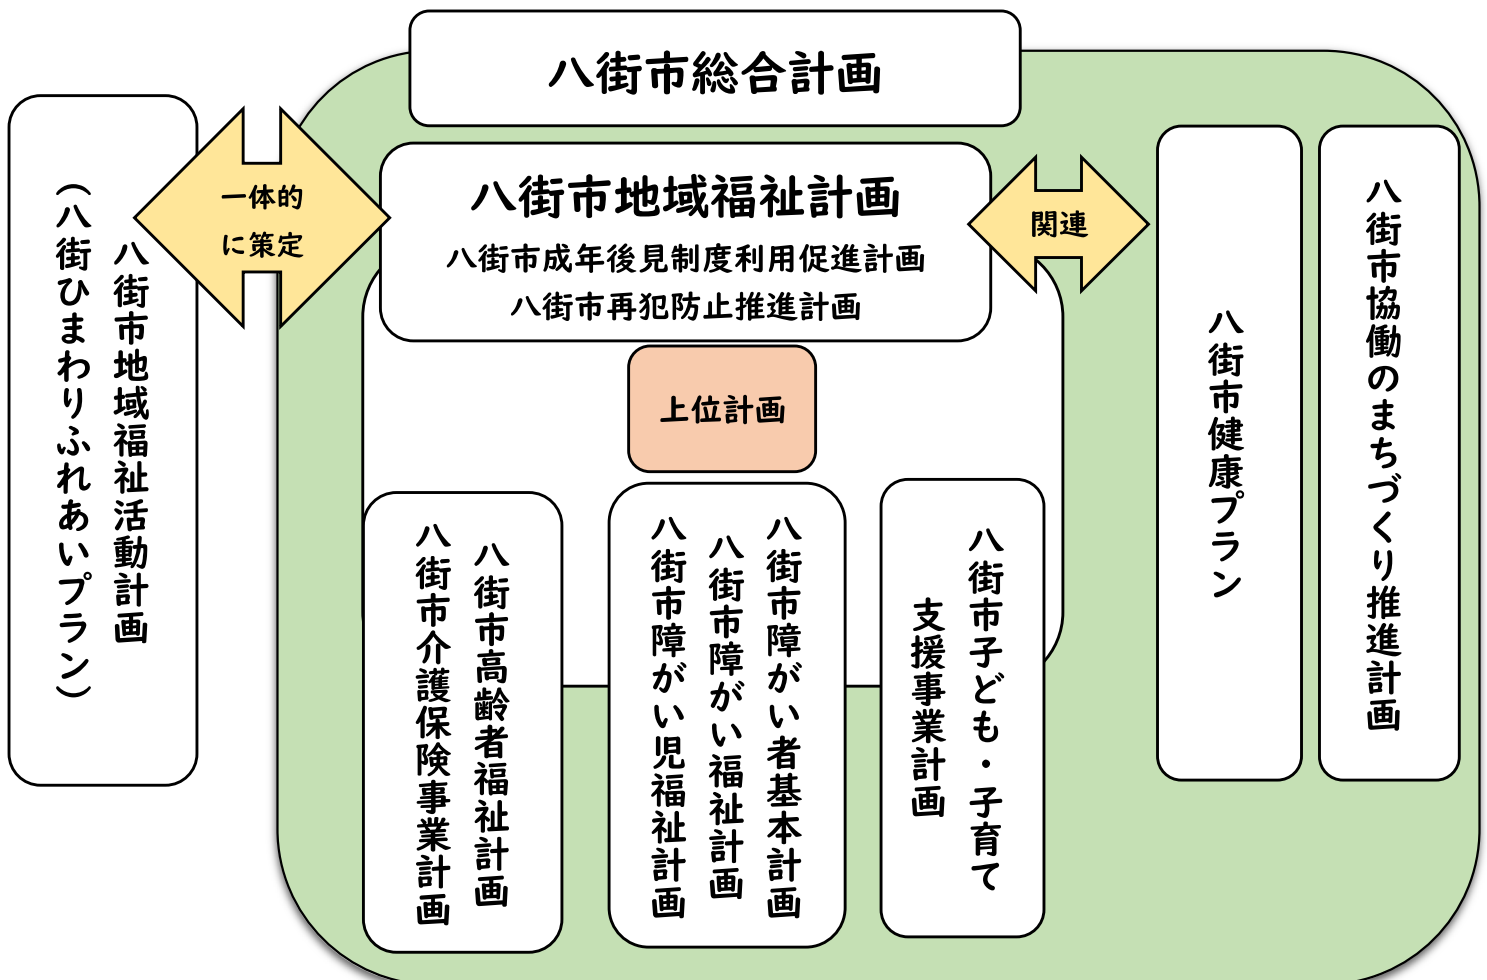 八街市総合計画
八街市地域福祉計画
八街市成年後見制度利用促進計画
八街市再犯防止推進計画
一体的
に策定
関連
上位計画
八街市地域福祉活動計画
（八街ひまわりふれあいプラン）
八街市高齢者福祉計画
八街市介護保険事業計画
八街市障がい者基本計画
八街市障がい福祉計画
八街市障がい児福祉計画
八街市子ども・子育て
支援事業計画
八街市健康プラン
八街市協働のまちづくり推進計画